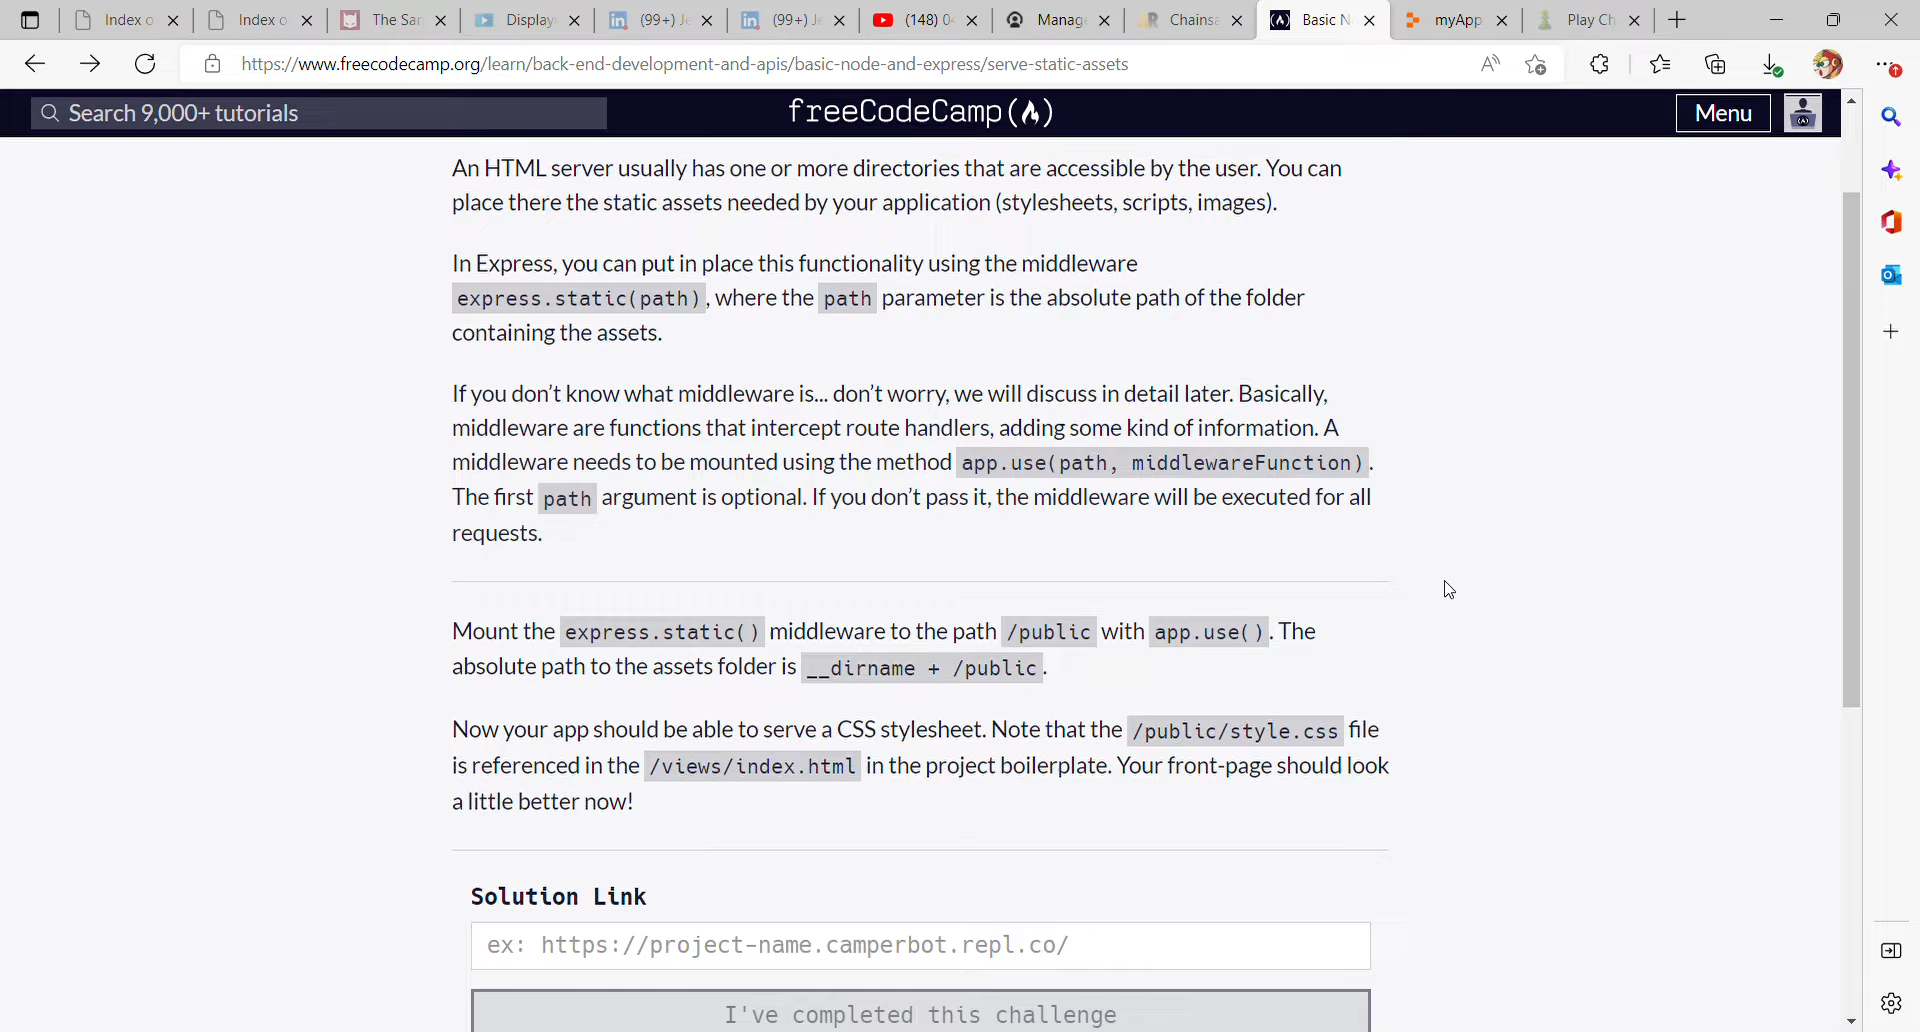 Index o
Index o
The Sar
Display
(99+) Je
(99+) Je
(148) 0
Manag
Chainsa
Basic N
myApp
Play Ch
https://www.freecodecamp.org/learn/back-end-development-and-apis/basic-node-and-express/serve-static-assets
Search 9,000+ tutorials
freeCodeCamp(🔥)
Menu
An HTML server usually has one or more directories that are accessible by the user. You can
place there the static assets needed by your application (stylesheets, scripts, images).
In Express, you can put in place this functionality using the middleware
express.static(path), where the path parameter is the absolute path of the folder
containing the assets.
If you don’t know what middleware is... don’t worry, we will discuss in detail later. Basically,
middleware are functions that intercept route handlers, adding some kind of information. A
middleware needs to be mounted using the method app.use(path, middlewareFunction).
The first path argument is optional. If you don’t pass it, the middleware will be executed for all
requests.
Mount the express.static() middleware to the path /public with app.use(). The
absolute path to the assets folder is __dirname + /public.
Now your app should be able to serve a CSS stylesheet. Note that the /public/style.css file
is referenced in the /views/index.html in the project boilerplate. Your front-page should look
a little better now!
Solution Link
ex: https://project-name.camperbot.repl.co/
I've completed this challenge